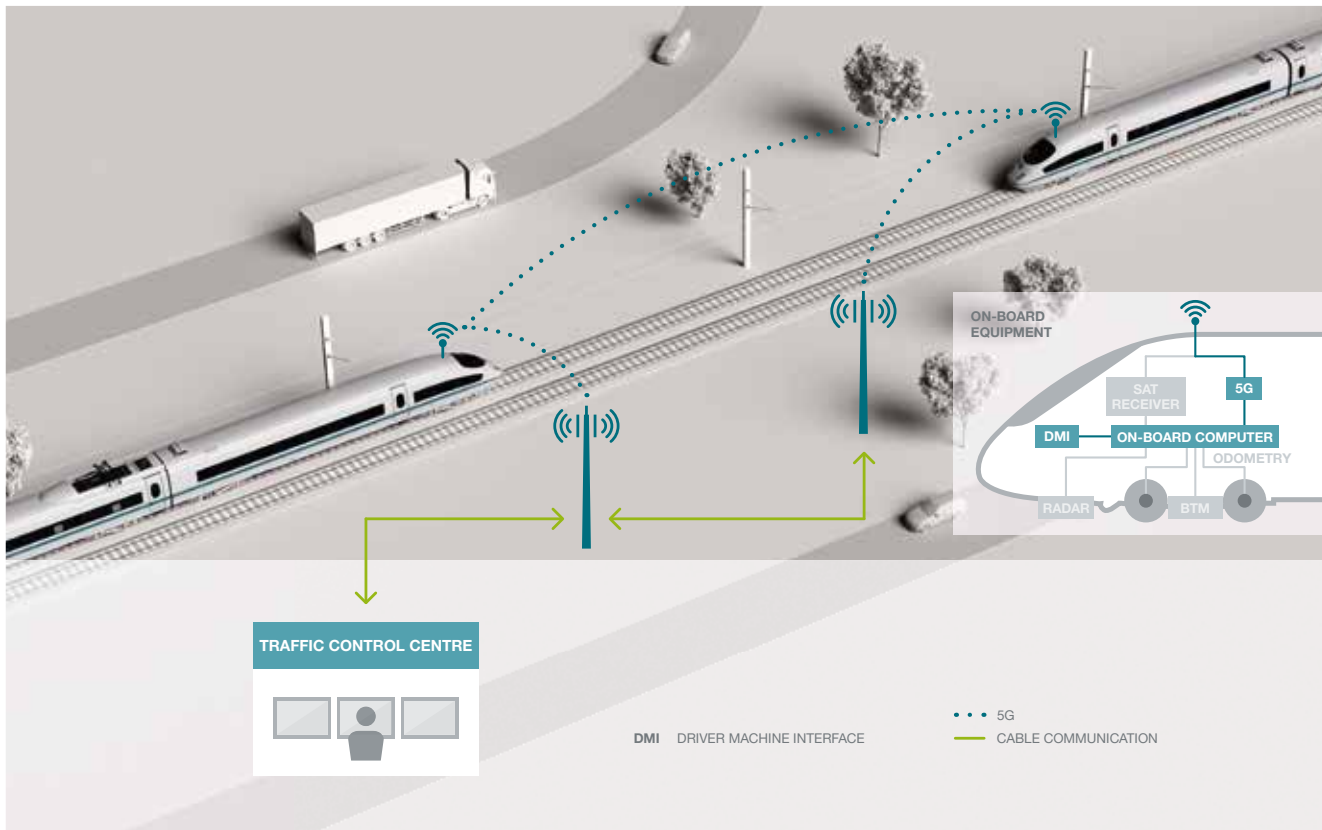 ON-BOARD
EQUIPMENT
SAT
RECEIVER
5G
DMI
ON-BOARD COMPUTER
ODOMETRY
RADAR
BTM
TRAFFIC CONTROL CENTRE
5G
DMI DRIVER MACHINE INTERFACE
CABLE COMMUNICATION